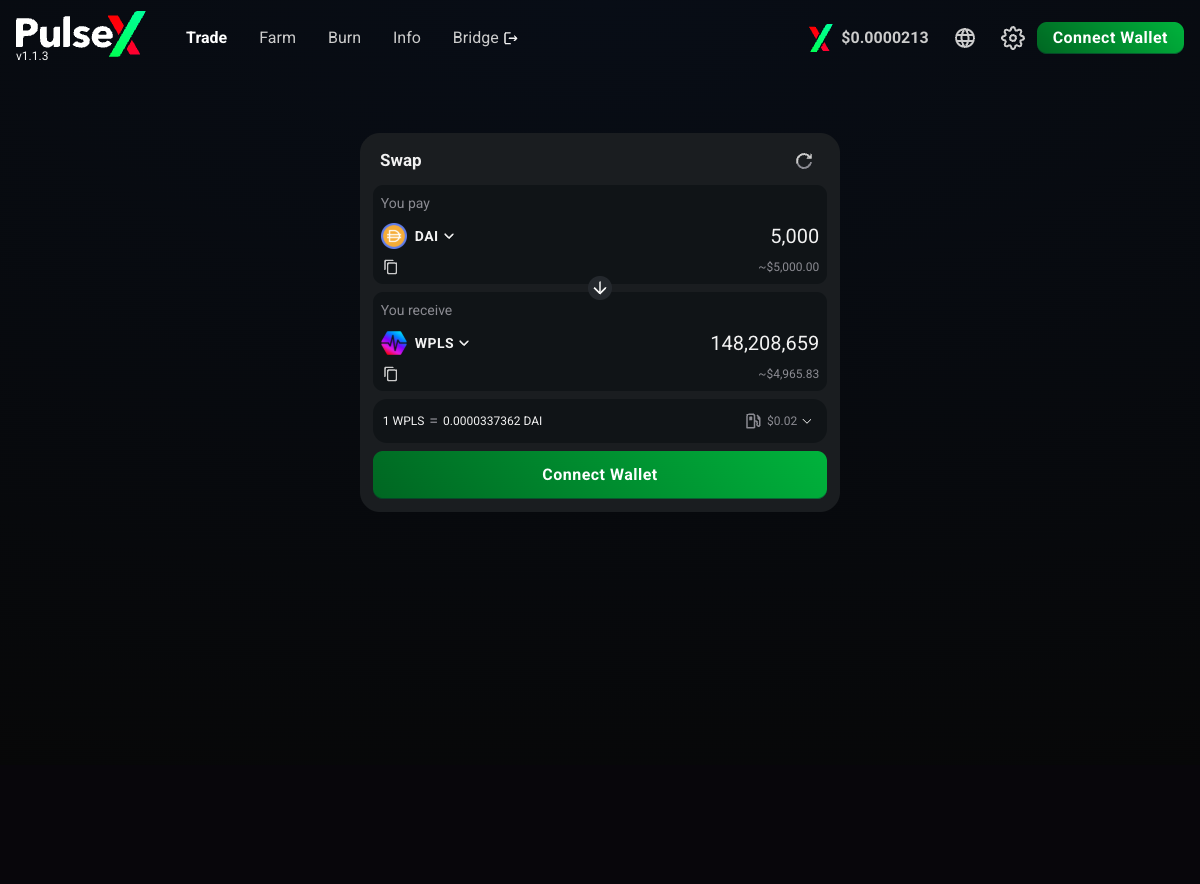 PulseX
v1.1.3
Trade Farm Burn Info Bridge
$0.0000213
Connect Wallet
Swap
You pay
DAI 5,000
~$5,000.00
You receive
WPLS 148,208,659
~$4,965.83
1 WPLS = 0.0000337362 DAI $0.02
Connect Wallet